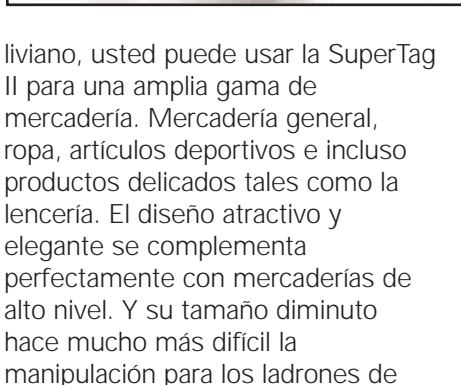 liviano, usted puede usar la SuperTag
II para una amplia gama de
mercadería. Mercadería general,
ropa, artículos deportivos e incluso
productos delicados tales como la
lencería. El diseño atractivo y
elegante se complementa
perfectamente con mercaderías de
alto nivel. Y su tamaño diminuto
hace mucho más difícil la
manipulación para los ladrones de